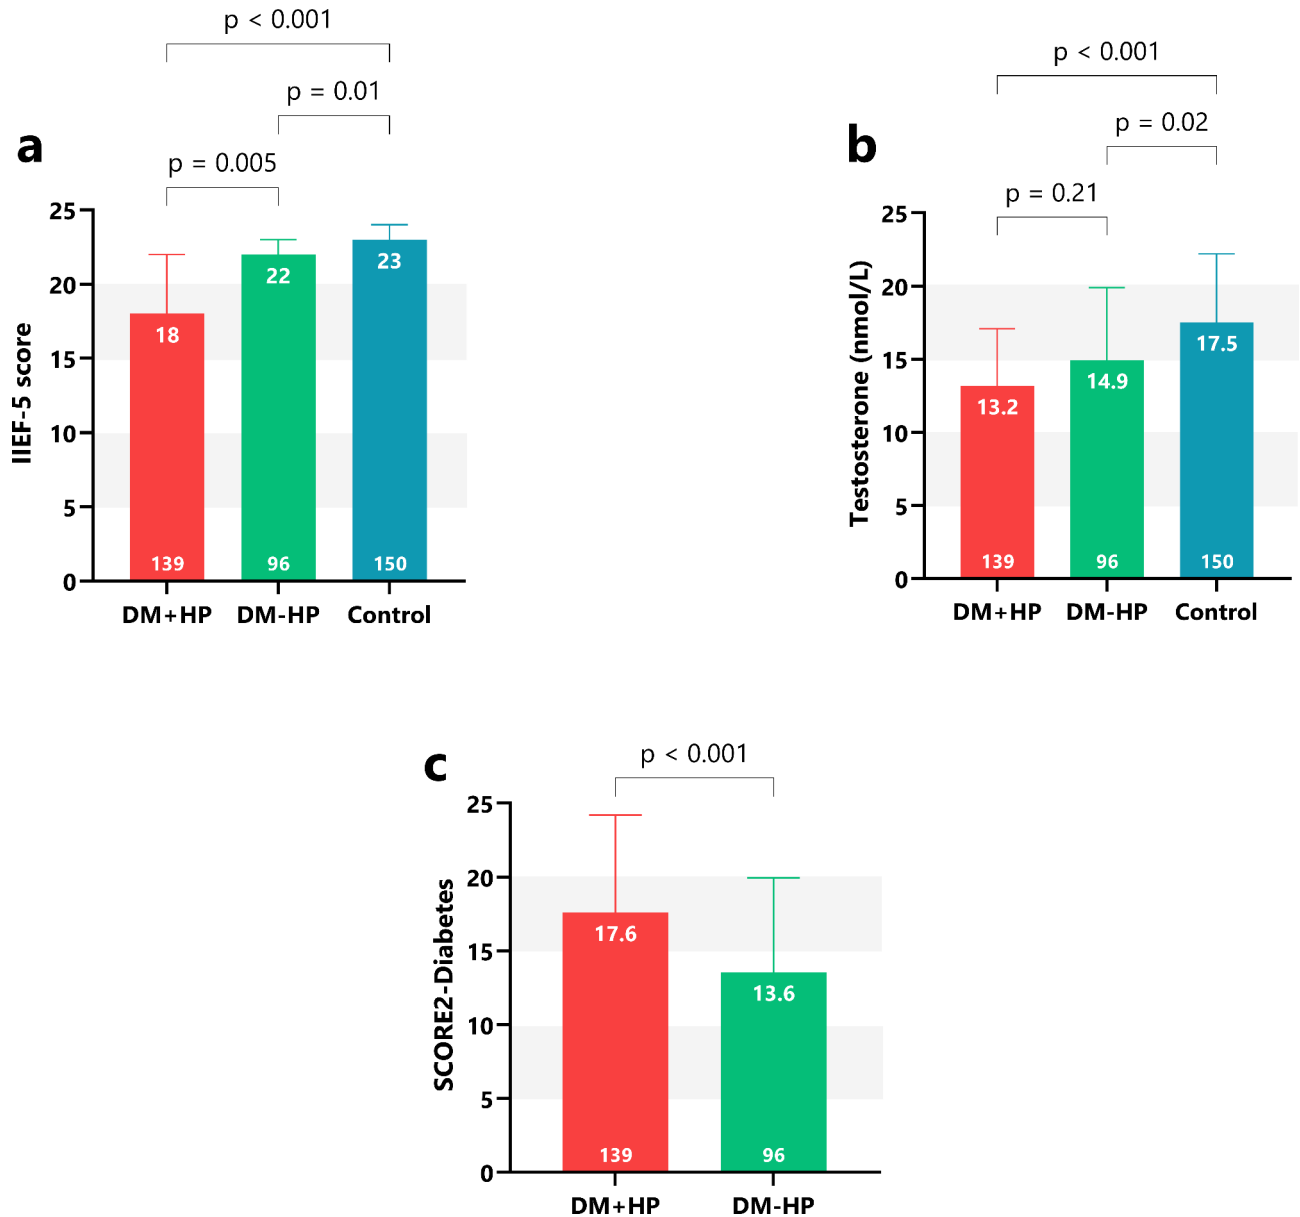 a
p < 0.001
p = 0.01
p = 0.005
IIEF-5 score
25
20
15
10
5
0
18
22
23
139
96
150
DM+HP
DM-HP
Control
b
p < 0.001
p = 0.02
p = 0.21
Testosterone (nmol/L)
25
20
15
10
5
0
13.2
14.9
17.5
139
96
150
DM+HP
DM-HP
Control
c
p < 0.001
SCORE2-Diabetes
25
20
15
10
5
0
17.6
13.6
139
96
DM+HP
DM-HP